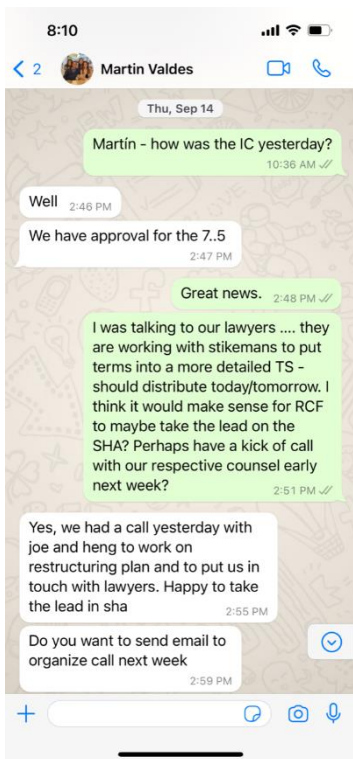 8:10
2
Martin Valdes
Thu, Sep 14
Martín - how was the IC yesterday?
10:36 AM
Well 2:46 PM
We have approval for the 7..5
2:47 PM
Great news. 2:48 PM
I was talking to our lawyers .... they
are working with stikemans to put
terms into a more detailed TS -
should distribute today/tomorrow. I
think it would make sense for RCF
to maybe take the lead on the
SHA? Perhaps have a kick of call
with our respective counsel early
next week?
2:51 PM
Yes, we had a call yesterday with
joe and heng to work on
restructuring plan and to put us in
touch with lawyers. Happy to take
the lead in sha
2:55 PM
Do you want to send email to
organize call next week
2:59 PM